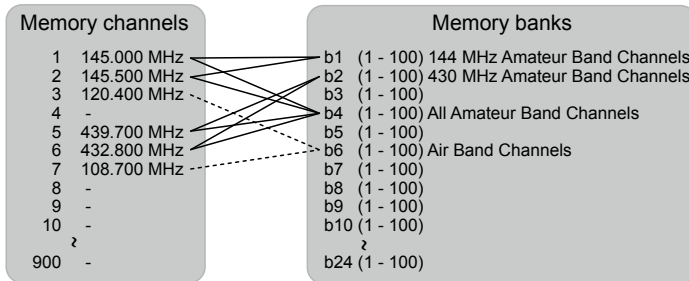 Memory channels
1 145.000 MHz
2 145.500 MHz
3 120.400 MHz
4 -
5 439.700 MHz
6 432.800 MHz
7 108.700 MHz
8 -
9 -
10 -
~
900 -
Memory banks
b1 (1 - 100) 144 MHz Amateur Band Channels
b2 (1 - 100) 430 MHz Amateur Band Channels
b3 (1 - 100)
b4 (1 - 100) All Amateur Band Channels
b5 (1 - 100)
b6 (1 - 100) Air Band Channels
b7 (1 - 100)
b8 (1 - 100)
b9 (1 - 100)
b10 (1 - 100)
~
b24 (1 - 100)